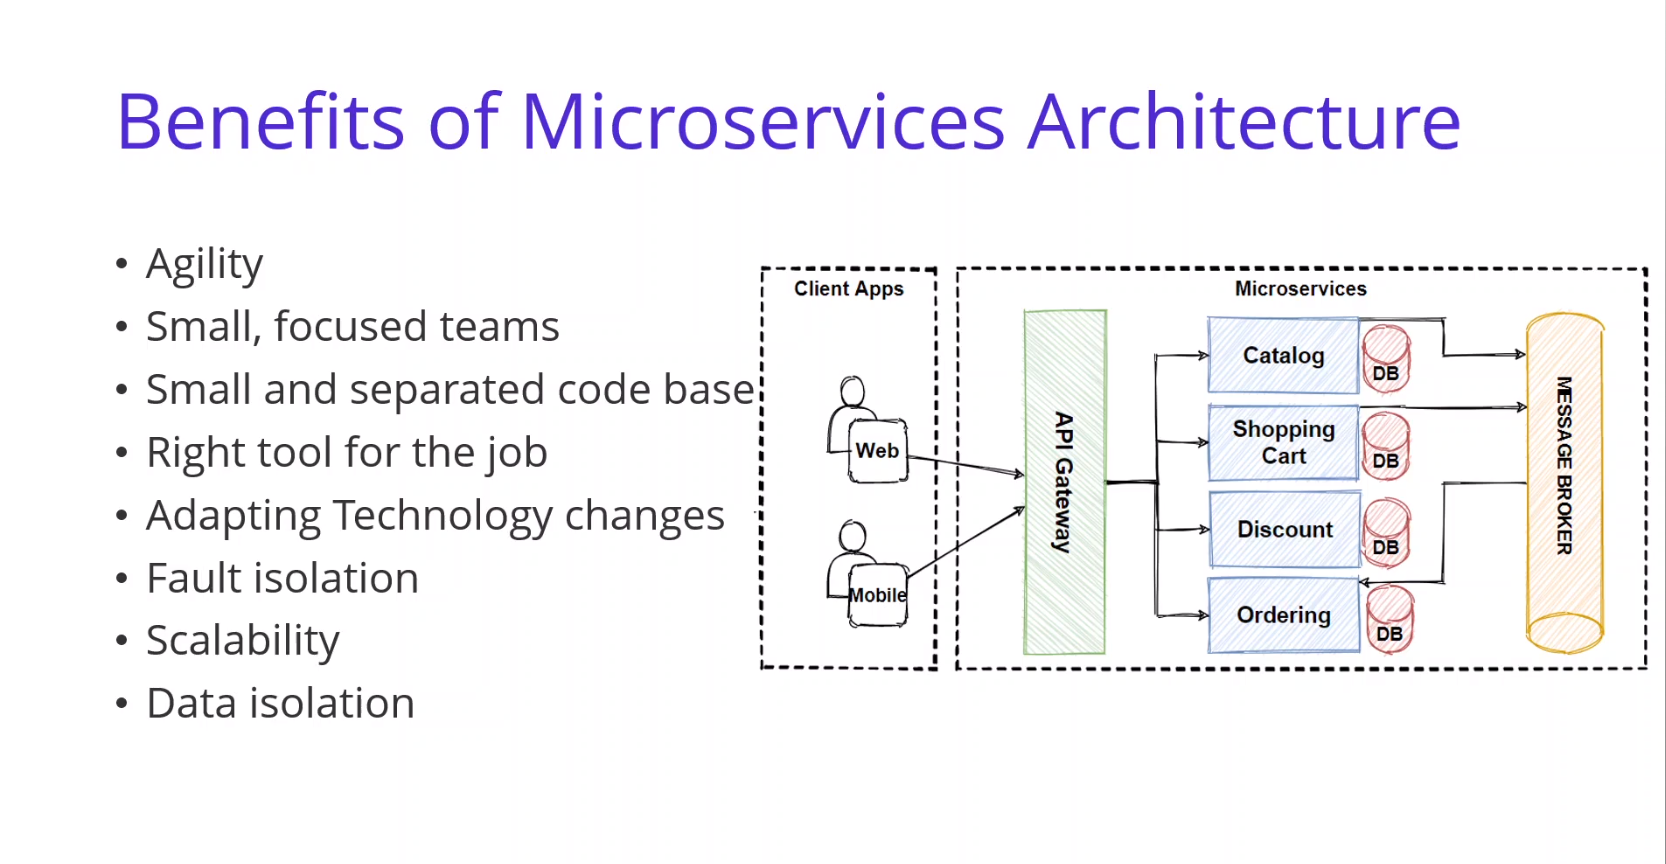 Benefits of Microservices Architecture
• Agility
• Small, focused teams
• Small and separated code base
• Right tool for the job
• Adapting Technology changes
• Fault isolation
• Scalability
• Data isolation
Client Apps
Web
Mobile
Microservices
API Gateway
Catalog
DB
Shopping
Cart
DB
Discount
DB
Ordering
DB
MESSAGE BROKER